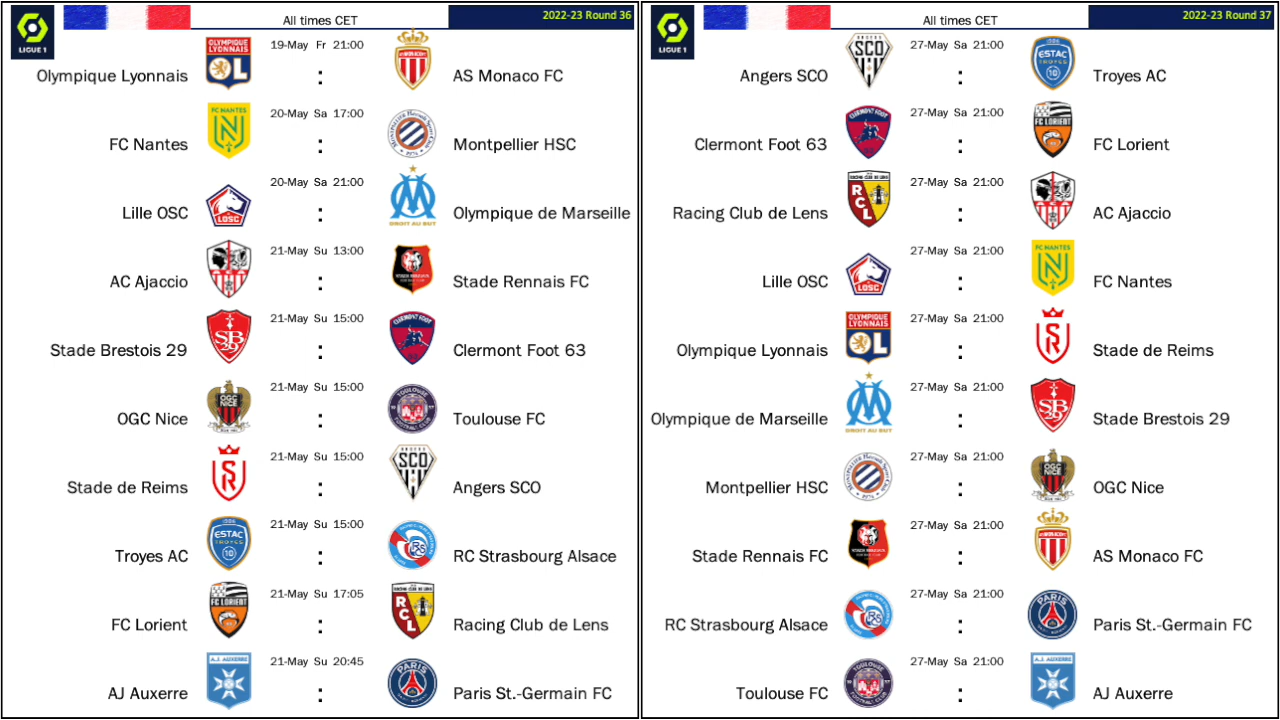 LIGUE 1
All times CET
2022-23 Round 36
19-May Fr 21:00
Olympique Lyonnais : AS Monaco FC
20-May Sa 17:00
FC Nantes : Montpellier HSC
20-May Sa 21:00
Lille OSC : Olympique de Marseille
21-May Su 13:00
AC Ajaccio : Stade Rennais FC
21-May Su 15:00
Stade Brestois 29 : Clermont Foot 63
21-May Su 15:00
OGC Nice : Toulouse FC
21-May Su 15:00
Stade de Reims : Angers SCO
21-May Su 15:00
Troyes AC : RC Strasbourg Alsace
21-May Su 17:05
FC Lorient : Racing Club de Lens
21-May Su 20:45
AJ Auxerre : Paris St.-Germain FC
LIGUE 1
All times CET
2022-23 Round 37
27-May Sa 21:00
Angers SCO : Troyes AC
27-May Sa 21:00
Clermont Foot 63 : FC Lorient
27-May Sa 21:00
Racing Club de Lens : AC Ajaccio
27-May Sa 21:00
Lille OSC : FC Nantes
27-May Sa 21:00
Olympique Lyonnais : Stade de Reims
27-May Sa 21:00
Olympique de Marseille : Stade Brestois 29
27-May Sa 21:00
Montpellier HSC : OGC Nice
27-May Sa 21:00
Stade Rennais FC : AS Monaco FC
27-May Sa 21:00
RC Strasbourg Alsace : Paris St.-Germain FC
27-May Sa 21:00
Toulouse FC : AJ Auxerre